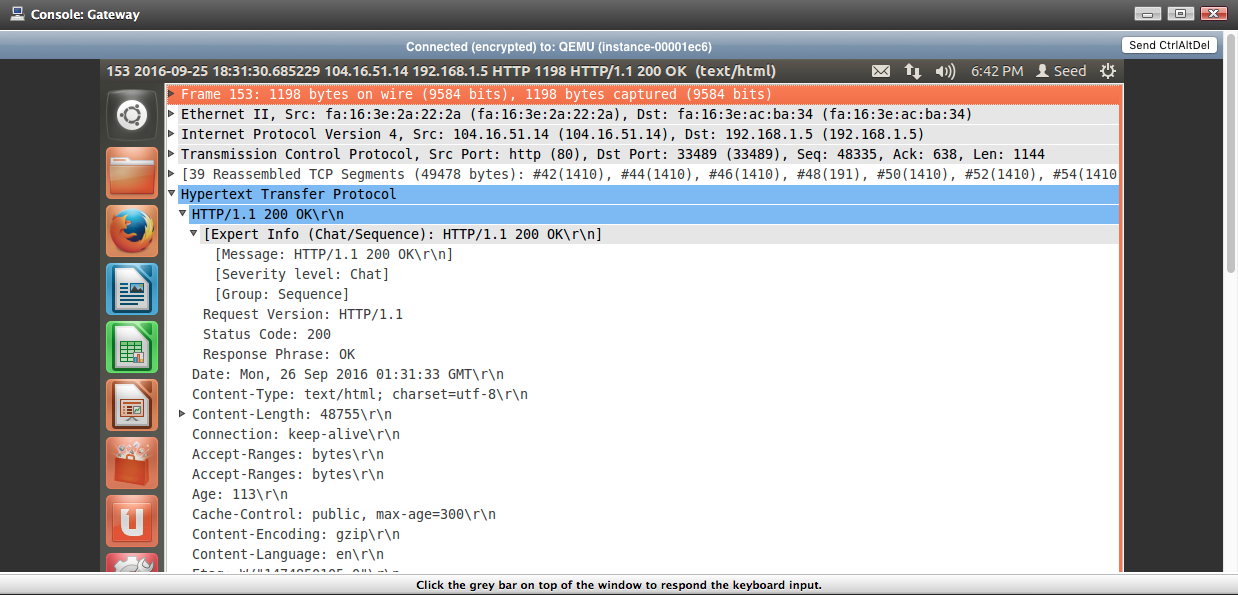 Console: Gateway
Connected (encrypted) to: QEMU (instance-00001ec6)
Send CtrlAltDel
153 2016-09-25 18:31:30.685229 104.16.51.14 192.168.1.5 HTTP 1198 HTTP/1.1 200 OK (text/html)
6:42 PM Seed
Frame 153: 1198 bytes on wire (9584 bits), 1198 bytes captured (9584 bits)
Ethernet II, Src: fa:16:3e:2a:22:2a (fa:16:3e:2a:22:2a), Dst: fa:16:3e:ac:ba:34 (fa:16:3e:ac:ba:34)
Internet Protocol Version 4, Src: 104.16.51.14 (104.16.51.14), Dst: 192.168.1.5 (192.168.1.5)
Transmission Control Protocol, Src Port: http (80), Dst Port: 33489 (33489), Seq: 48335, Ack: 638, Len: 1144
[39 Reassembled TCP Segments (49478 bytes): #42(1410), #44(1410), #46(1410), #48(191), #50(1410), #52(1410), #54(1410
Hypertext Transfer Protocol
HTTP/1.1 200 OK\r\n
[Expert Info (Chat/Sequence): HTTP/1.1 200 OK\r\n]
[Message: HTTP/1.1 200 OK\r\n]
[Severity level: Chat]
[Group: Sequence]
Request Version: HTTP/1.1
Status Code: 200
Response Phrase: OK
Date: Mon, 26 Sep 2016 01:31:33 GMT\r\n
Content-Type: text/html; charset=utf-8\r\n
Content-Length: 48755\r\n
Connection: keep-alive\r\n
Accept-Ranges: bytes\r\n
Accept-Ranges: bytes\r\n
Age: 113\r\n
Cache-Control: public, max-age=300\r\n
Content-Encoding: gzip\r\n
Content-Language: en\r\n
Click the grey bar on top of the window to respond the keyboard input.